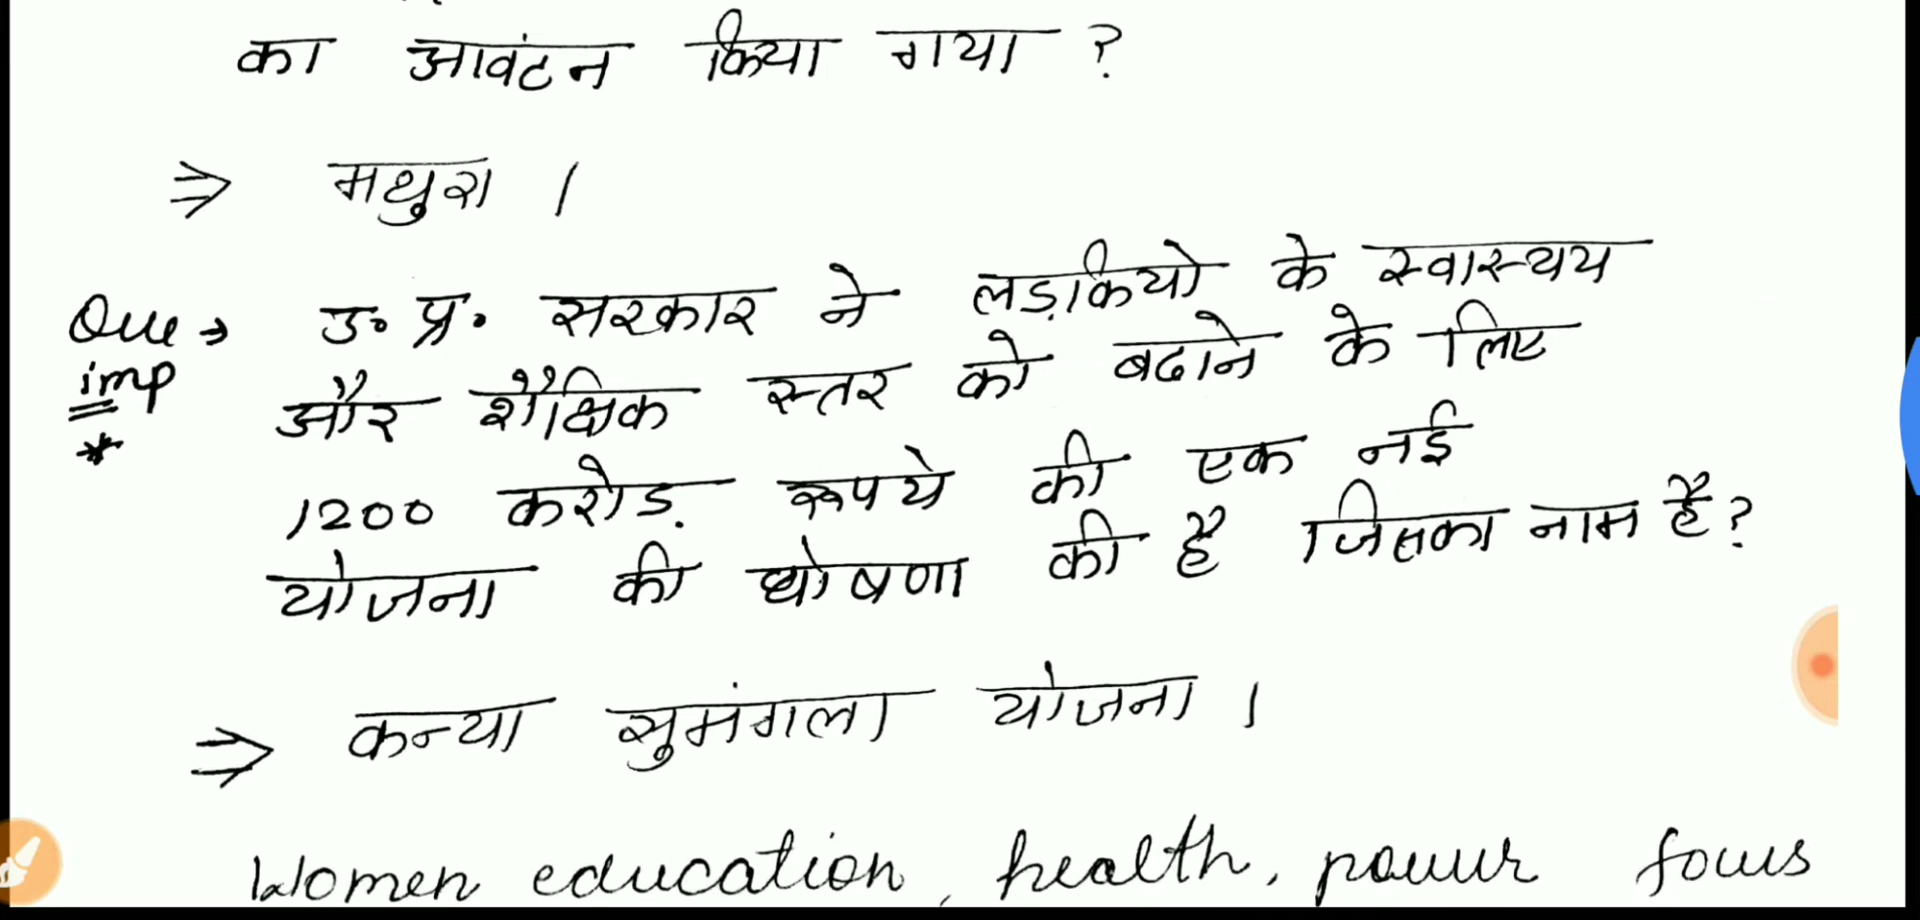 का आवंटन किया गया ?
⇒ मथुरा ।
Que → उ॰ प्र॰ सरकार ने लड़कियो के स्वास्थय
imp और शैक्षिक स्तर को बढाने के लिए
* 1200 करोड़ रूपये की एक नई
योजना की घोषणा की है जिसका नाम है ?
⇒ कन्या सुमंगला योजना ।
Women education, health, power focus